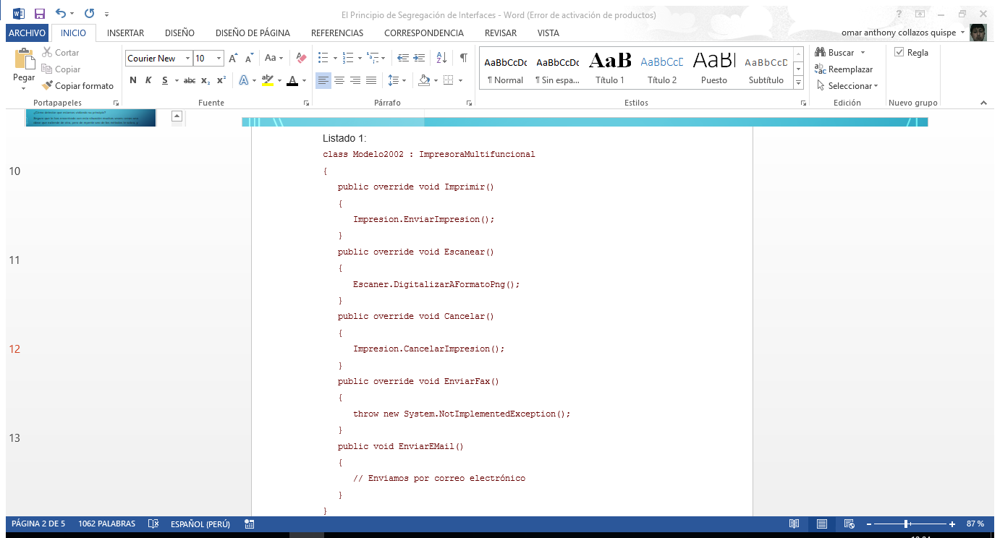 El Principio de Segregación de Interfaces - Word (Error de activación de productos)
ARCHIVO INICIO INSERTAR DISEÑO DISEÑO DE PÁGINA REFERENCIAS CORRESPONDENCIA REVISAR VISTA omar anthony collazos quispe
Pegar
Cortar
Copiar
Copiar formato
Portapapeles
Courier New 10
Aa
N K S abc x₂ x²
Fuente
Párrafo
AaBbCcDc AaBbCcDc AaB AaBbCcD AaB AaBbCcD
¶ Normal ¶ Sin espa... Título 1 Título 2 Puesto Subtítulo
Estilos
Buscar
Reemplazar
Seleccionar
Edición
Regla
Nuevo grupo
10
11
12
13
Listado 1:
class Modelo2002 : ImpresoraMultifuncional
{
public override void Imprimir()
{
Impresion.EnviarImpresion();
}
public override void Escanear()
{
Escaner.DigitalizarAFormatoPng();
}
public override void Cancelar()
{
Impresion.CancelarImpresion();
}
public override void EnviarFax()
{
throw new System.NotImplementedException();
}
public void EnviarEMail()
{
// Enviamos por correo electrónico
}
}
PÁGINA 2 DE 5 1062 PALABRAS ESPAÑOL (PERÚ) 87 %